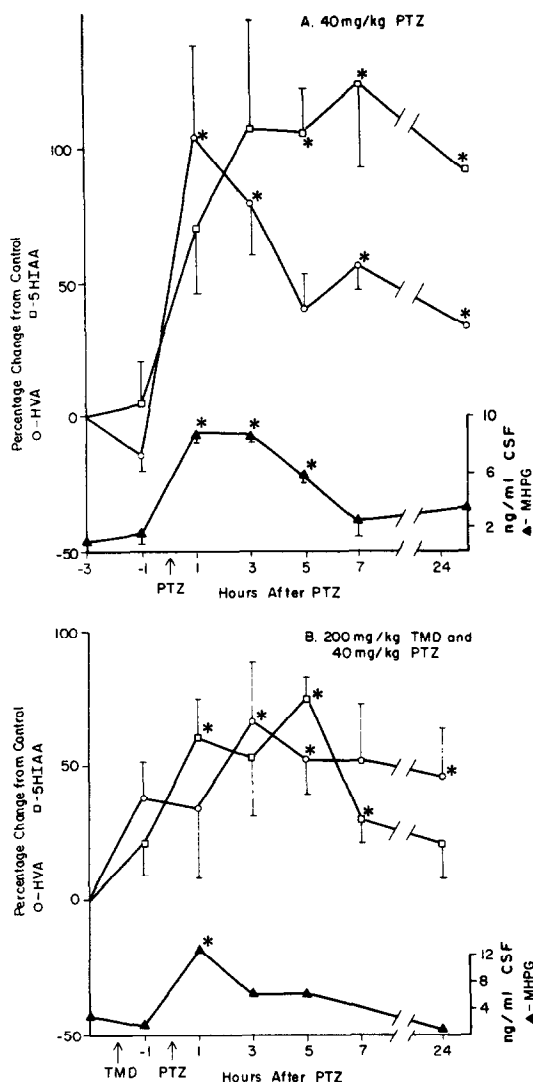 A. 40 mg/kg PTZ
*
*
*
*
*
*
100
50
0
-50
Percentage Change from Control
O-HVA □-5HIAA
* * *
10
6
2
ng/ml CSF
▲-MHPG
-3 -1 1 3 5 7 24
↑
PTZ
Hours After PTZ
B. 200 mg/kg TMD and
40 mg/kg PTZ
100
50
0
-50
Percentage Change from Control
O-HVA □-5HIAA
*
*
*
*
*
*
*
12
8
4
ng/ml CSF
▲-MHPG
-1 1 3 5 7 24
↑ ↑
TMD PTZ
Hours After PTZ